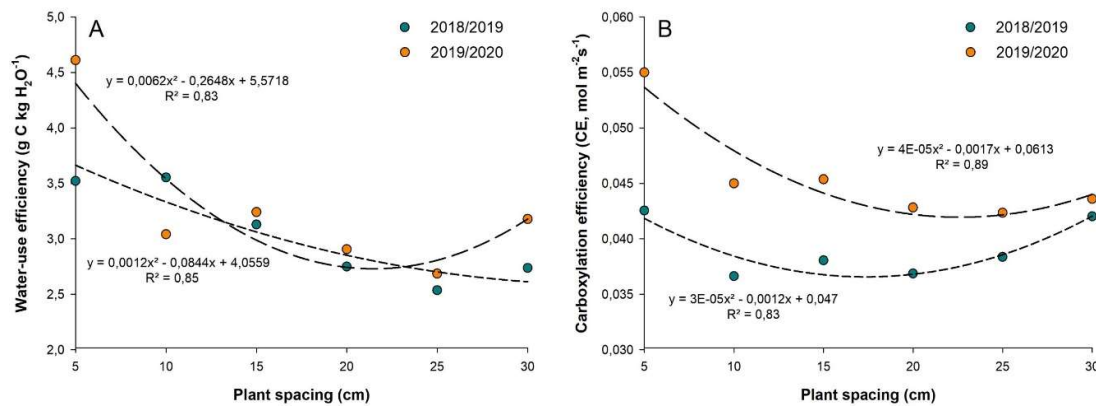 A
2018/2019
2019/2020
y = 0,0062x² - 0,2648x + 5,5718
R² = 0,83
y = 0,0012x² - 0,0844x + 4,0559
R² = 0,85
Water-use efficiency (g C kg H₂O⁻¹)
5,0
4,5
4,0
3,5
3,0
2,5
2,0
5
10
15
20
25
30
Plant spacing (cm)
B
2018/2019
2019/2020
y = 4E-05x² - 0,0017x + 0,0613
R² = 0,89
y = 3E-05x² - 0,0012x + 0,047
R² = 0,83
Carboxylation efficiency (CE, mol m⁻²s⁻¹)
0,060
0,055
0,050
0,045
0,040
0,035
0,030
5
10
15
20
25
30
Plant spacing (cm)